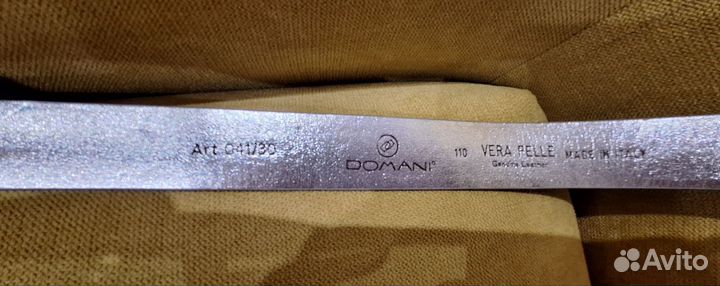 Art 041/30
DOMANI®
110 VERA PELLE MADE IN ITALY
Genuine Leather
Avito